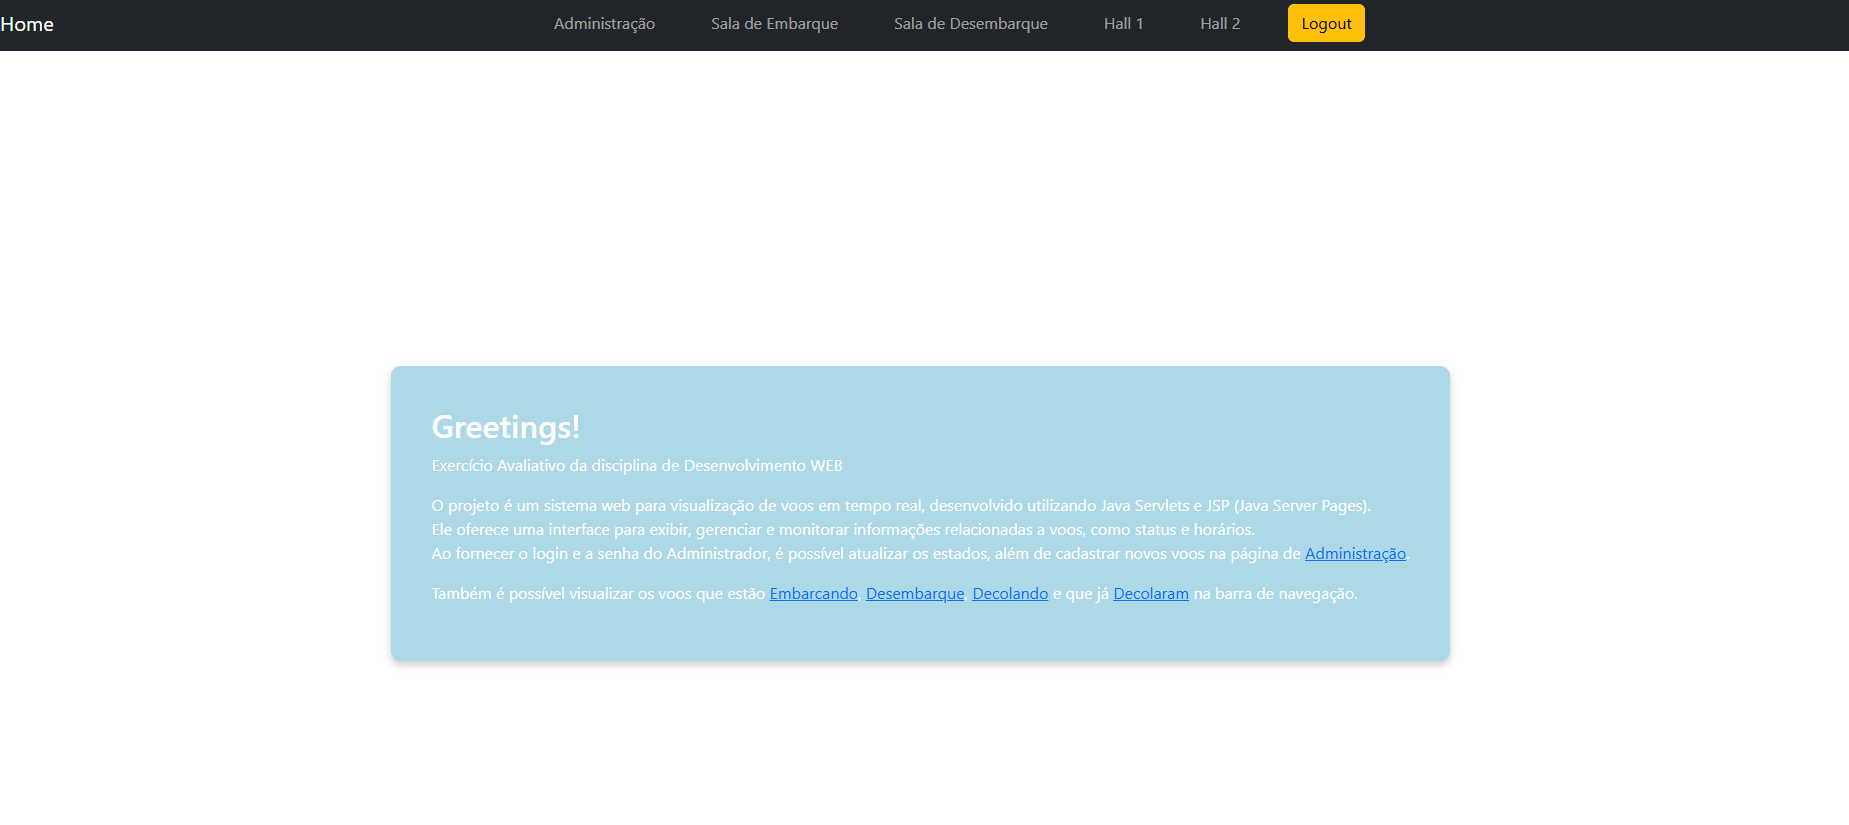 Home Administração Sala de Embarque Sala de Desembarque Hall 1 Hall 2 Logout
Greetings!
Exercício Avaliativo da disciplina de Desenvolvimento WEB
O projeto é um sistema web para visualização de voos em tempo real, desenvolvido utilizando Java Servlets e JSP (Java Server Pages).
Ele oferece uma interface para exibir, gerenciar e monitorar informações relacionadas a voos, como status e horários.
Ao fornecer o login e a senha do Administrador, é possível atualizar os estados, além de cadastrar novos voos na página de Administração.
Também é possível visualizar os voos que estão Embarcando, Desembarque, Decolando e que já Decolaram na barra de navegação.